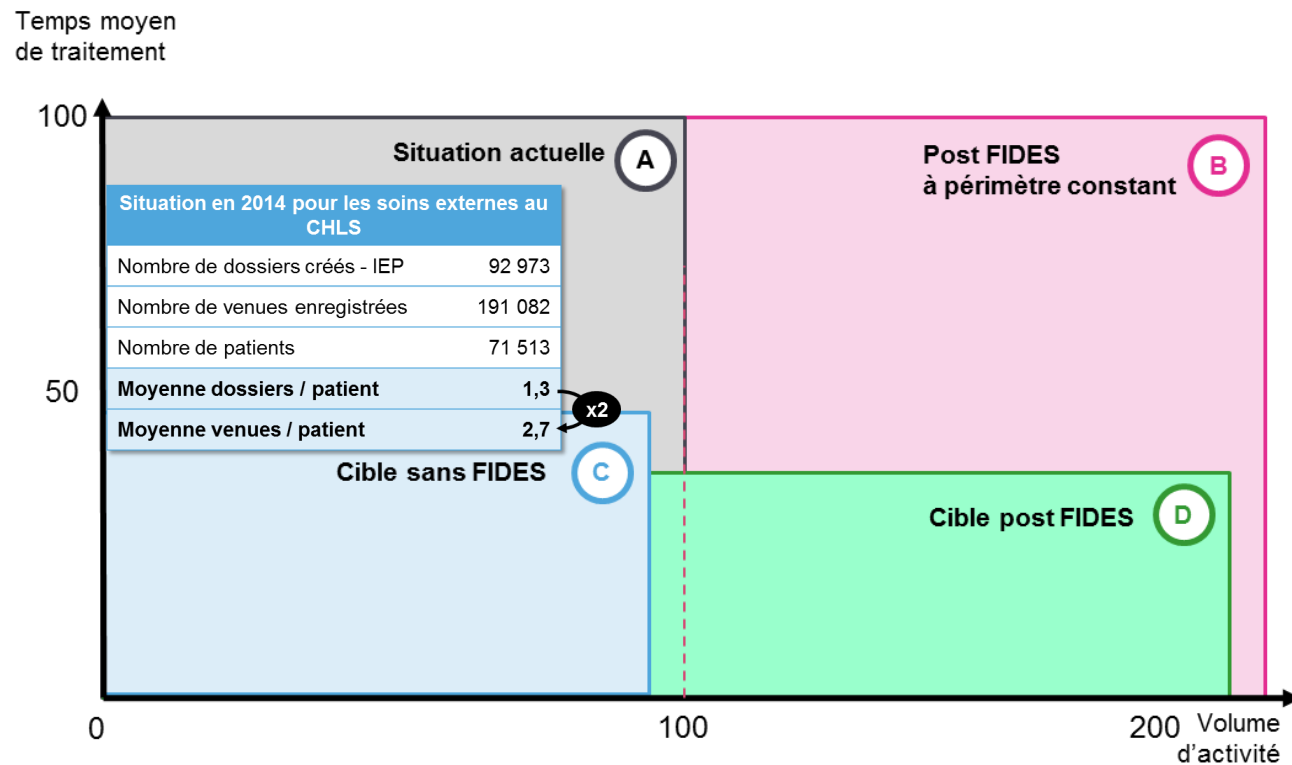 Temps moyen
de traitement
100
Situation actuelle
A
Post FIDES
à périmètre constant
B
Situation en 2014 pour les soins externes au
CHLS
Nombre de dossiers créés - IEP 92 973
Nombre de venues enregistrées 191 082
Nombre de patients 71 513
50
Moyenne dossiers / patient 1,3
x2
Moyenne venues / patient 2,7
Cible sans FIDES
C
Cible post FIDES
D
0
100
200
Volume
d’activité